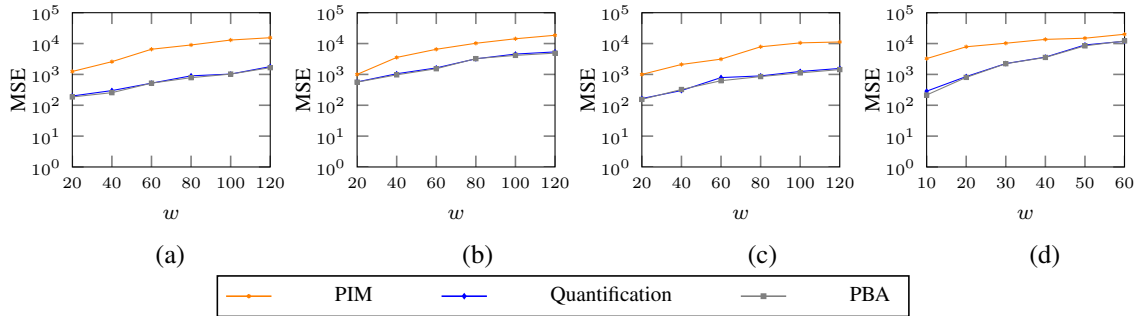 10^5 10^5 10^5 10^5
10^4 10^4 10^4 10^4
10^3 10^3 10^3 10^3
10^2 10^2 10^2 10^2
10^1 10^1 10^1 10^1
10^0 10^0 10^0 10^0
MSE MSE MSE MSE
20 40 60 80 100 120 20 40 60 80 100 120 20 40 60 80 100 120 10 20 30 40 50 60
w w w w
(a) (b) (c) (d)
PIM Quantification PBA